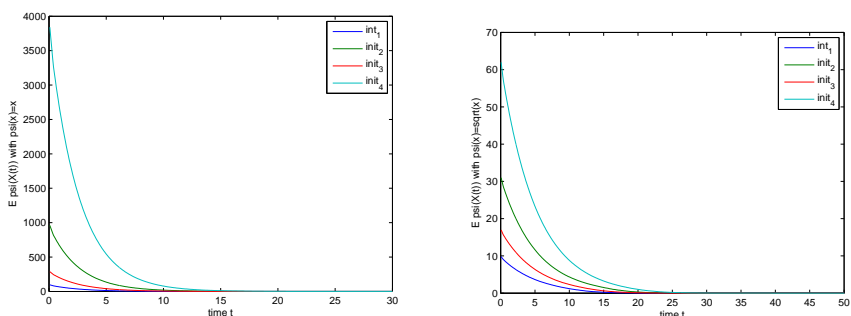 4000
3500
3000
2500
2000
1500
1000
500
0
E psi(X(t)) with psi(x)=x
0 5 10 15 20 25 30
time t
int₁
init₂
init₃
init₄
70
60
50
40
30
20
10
0
E psi(X(t)) with psi(x)=sqrt(x)
0 5 10 15 20 25 30 35 40 45 50
time t
int₁
init₂
init₃
init₄